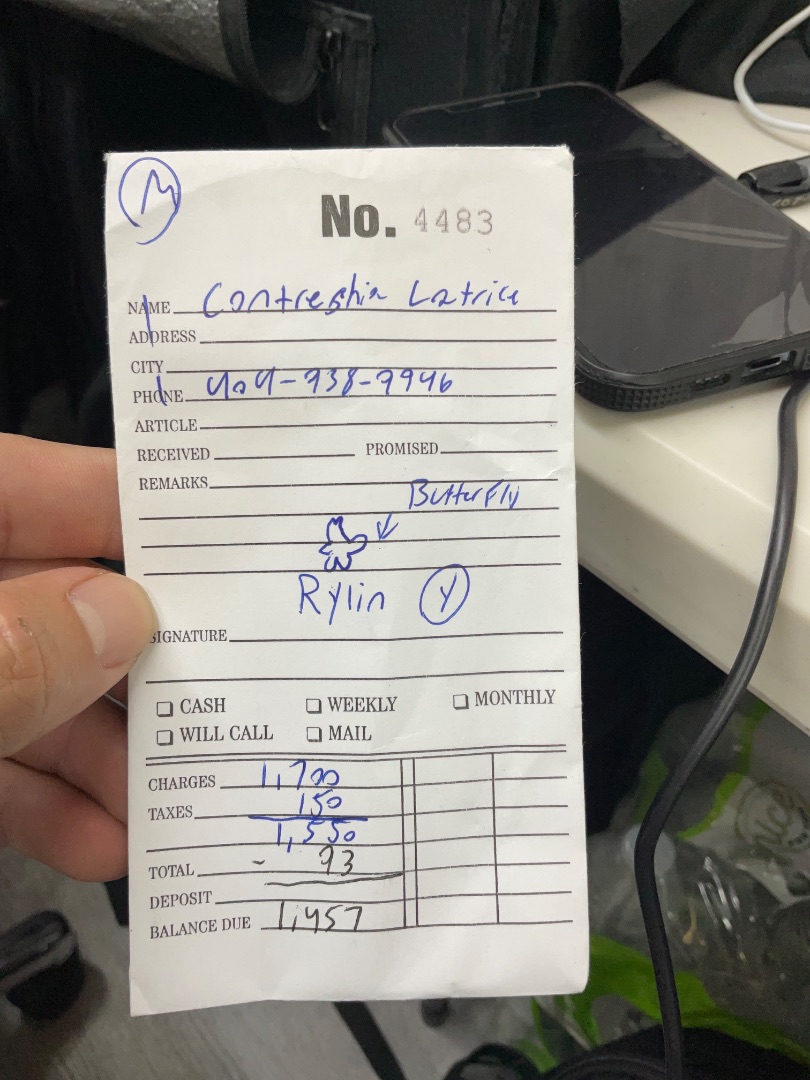 M
No. 4483
NAME Contreshia Latrice
ADDRESS
CITY
PHONE 404-938-9946
ARTICLE
RECEIVED PROMISED
REMARKS
Butterfly
Rylin Y
SIGNATURE
CASH WEEKLY MONTHLY
WILL CALL MAIL
CHARGES 1,700
TAXES 150
1,550
TOTAL - 93
DEPOSIT
BALANCE DUE 1,457